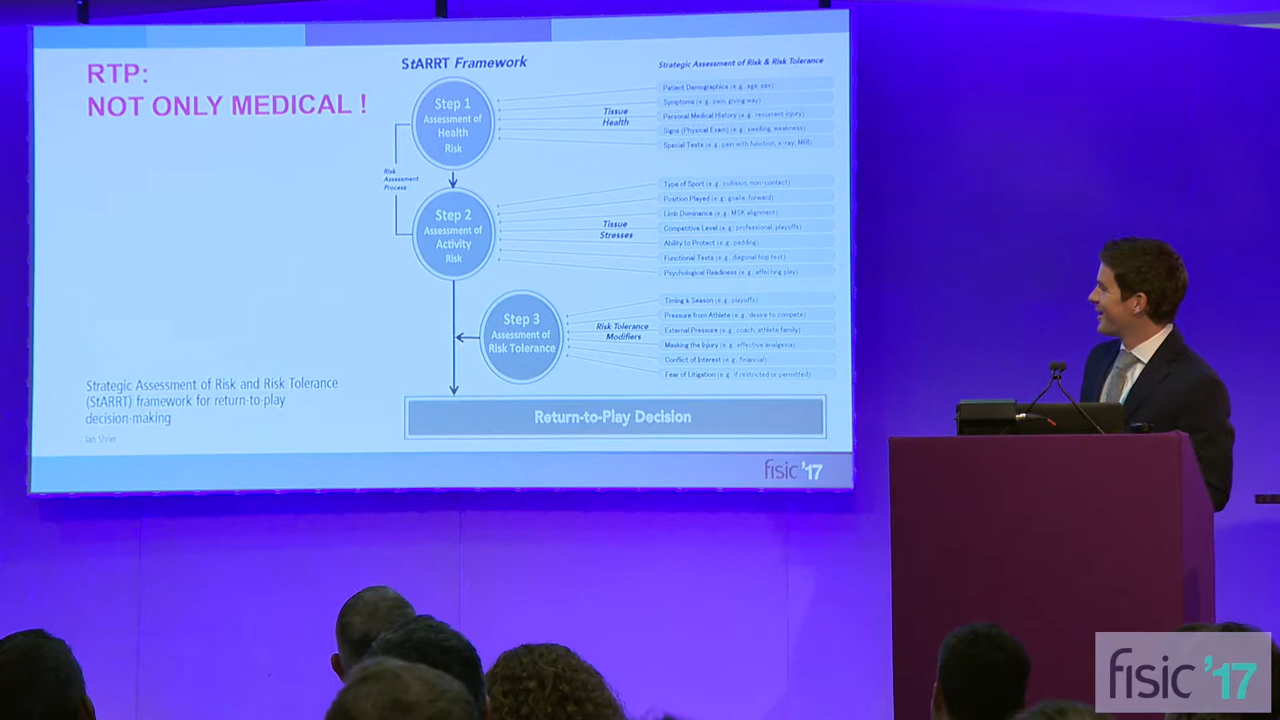 RTP:
NOT ONLY MEDICAL !
StARRT Framework
Strategic Assessment of Risk & Risk Tolerance
Step 1
Assessment of
Health
Risk
Tissue
Health
Patient Demographics (e.g., age, sex)
Symptoms (e.g., pain, giving way)
Personal Medical History (e.g., recurrent injury)
Signs (Physical Exam) (e.g., swelling, weakness)
Special Tests (e.g., pain with function, x-ray, MRI)
Risk
Assessment
Process
Step 2
Assessment of
Activity
Risk
Tissue
Stresses
Type of Sport (e.g., collision, non-contact)
Position Played (e.g., goalie, forward)
Limb Dominance (e.g., MSK alignment)
Competitive Level (e.g., professional, playoffs)
Ability to Protect (e.g., padding)
Functional Tests (e.g., diagonal hop test)
Psychological Readiness (e.g., affecting play)
Step 3
Assessment of
Risk Tolerance
Risk Tolerance
Modifiers
Timing & Season (e.g., playoffs)
Pressure from Athlete (e.g., desire to compete)
External Pressure (e.g., coach, athlete family)
Masking the Injury (e.g., effective analgesia)
Conflict of Interest (e.g., financial)
Fear of Litigation (e.g., if restricted or permitted)
Return-to-Play Decision
Strategic Assessment of Risk and Risk Tolerance
(StARRT) framework for return-to-play
decision-making
Ian Shrier
fisic '17
fisic '17